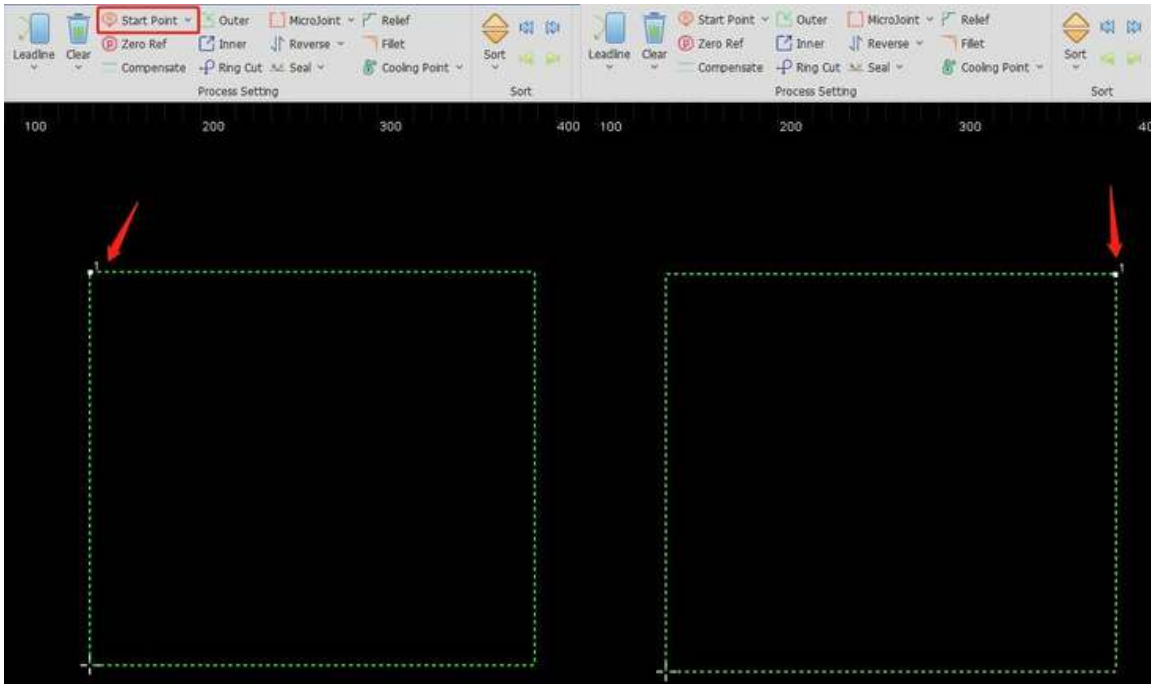 Start Point Outer MicroJoint Relief
Leadline Clear Zero Ref Inner Reverse Fillet Sort
Compensate Ring Cut Seal Cooling Point
Process Setting Sort
Start Point Outer MicroJoint Relief
Leadline Clear Zero Ref Inner Reverse Fillet Sort
Compensate Ring Cut Seal Cooling Point
Process Setting Sort
100 200 300 400
100 200 300 40
1
1